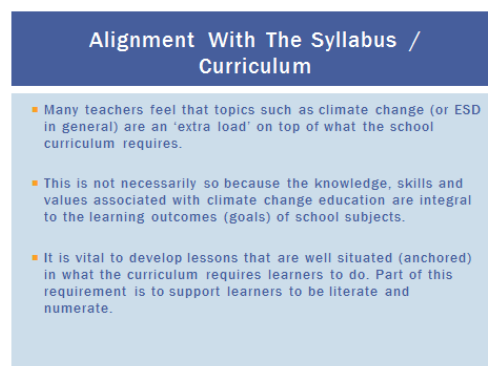 Alignment With The Syllabus /
Curriculum
Many teachers feel that topics such as climate change (or ESD
in general) are an ‘extra load’ on top of what the school
curriculum requires.
This is not necessarily so because the knowledge, skills and
values associated with climate change education are integral
to the learning outcomes (goals) of school subjects.
It is vital to develop lessons that are well situated (anchored)
in what the curriculum requires learners to do. Part of this
requirement is to support learners to be literate and
numerate.